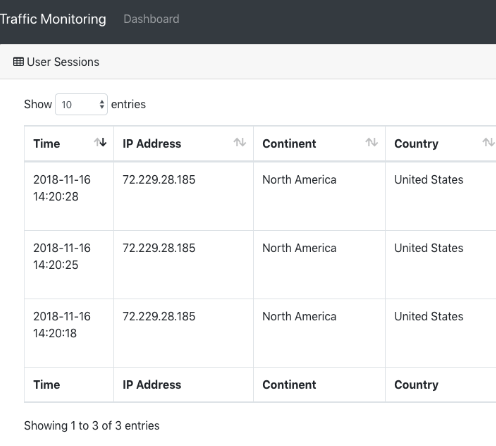 Traffic Monitoring Dashboard
User Sessions
Show 10 entries
Time IP Address Continent Country
2018-11-16 72.229.28.185 North America United States
14:20:28
2018-11-16 72.229.28.185 North America United States
14:20:25
2018-11-16 72.229.28.185 North America United States
14:20:18
Time IP Address Continent Country
Showing 1 to 3 of 3 entries